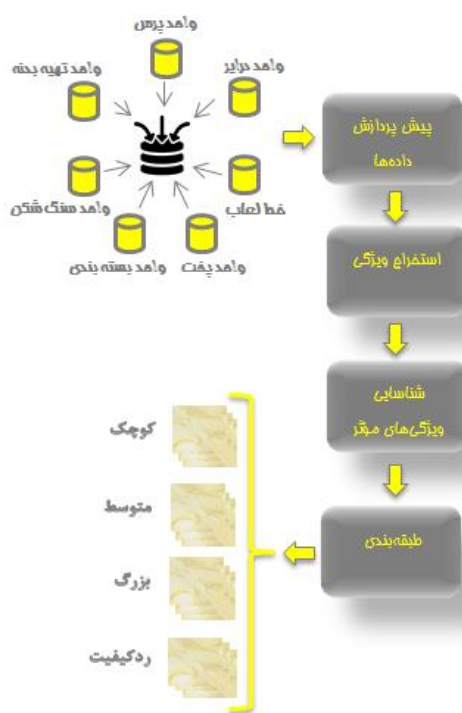 واحد پرس
واحد تهیه بدنه
واحد درایر
واحد سنگ شکن
خط لعاب
واحد بسته بندی
واحد پخت
پیش پردازش
داده‌ها
استخراج ویژگی
شناسایی
ویژگی‌های موثر
طبقه‌بندی
کوچک
متوسط
بزرگ
ردکیفیت